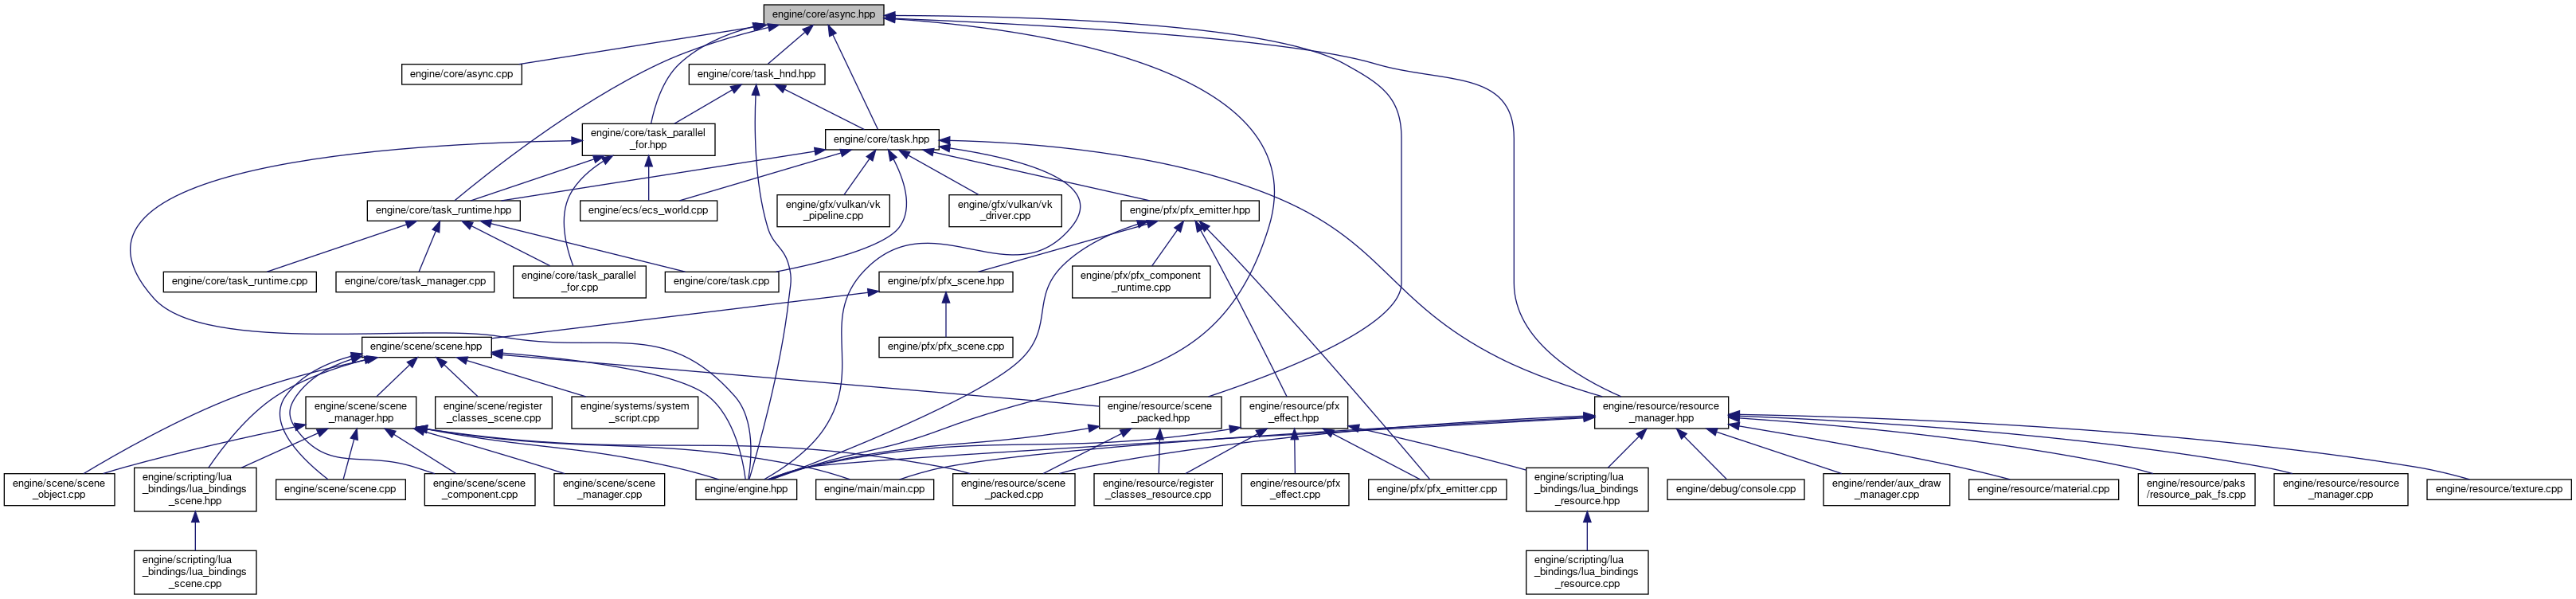 engine/core/async.hpp
engine/core/async.cpp
engine/core/task_hnd.hpp
engine/core/task_parallel
_for.hpp
engine/core/task.hpp
engine/core/task_runtime.hpp
engine/ecs/ecs_world.cpp
engine/gfx/vulkan/vk
_pipeline.cpp
engine/gfx/vulkan/vk
_driver.cpp
engine/pfx/pfx_emitter.hpp
engine/core/task_runtime.cpp
engine/core/task_manager.cpp
engine/core/task_parallel
_for.cpp
engine/core/task.cpp
engine/pfx/pfx_scene.hpp
engine/pfx/pfx_component
_runtime.cpp
engine/scene/scene.hpp
engine/pfx/pfx_scene.cpp
engine/scene/scene
_manager.hpp
engine/scene/register
_classes_scene.cpp
engine/systems/system
_script.cpp
engine/resource/scene
_packed.hpp
engine/resource/pfx
_effect.hpp
engine/resource/resource
_manager.hpp
engine/scene/scene
_object.cpp
engine/scripting/lua
_bindings/lua_bindings
_scene.hpp
engine/scene/scene.cpp
engine/scene/scene
_component.cpp
engine/scene/scene
_manager.cpp
engine/engine.hpp
engine/main/main.cpp
engine/resource/scene
_packed.cpp
engine/resource/register
_classes_resource.cpp
engine/resource/pfx
_effect.cpp
engine/pfx/pfx_emitter.cpp
engine/scripting/lua
_bindings/lua_bindings
_resource.hpp
engine/debug/console.cpp
engine/render/aux_draw
_manager.cpp
engine/resource/material.cpp
engine/resource/paks
/resource_pak_fs.cpp
engine/resource/resource
_manager.cpp
engine/resource/texture.cpp
engine/scripting/lua
_bindings/lua_bindings
_scene.cpp
engine/scripting/lua
_bindings/lua_bindings
_resource.cpp